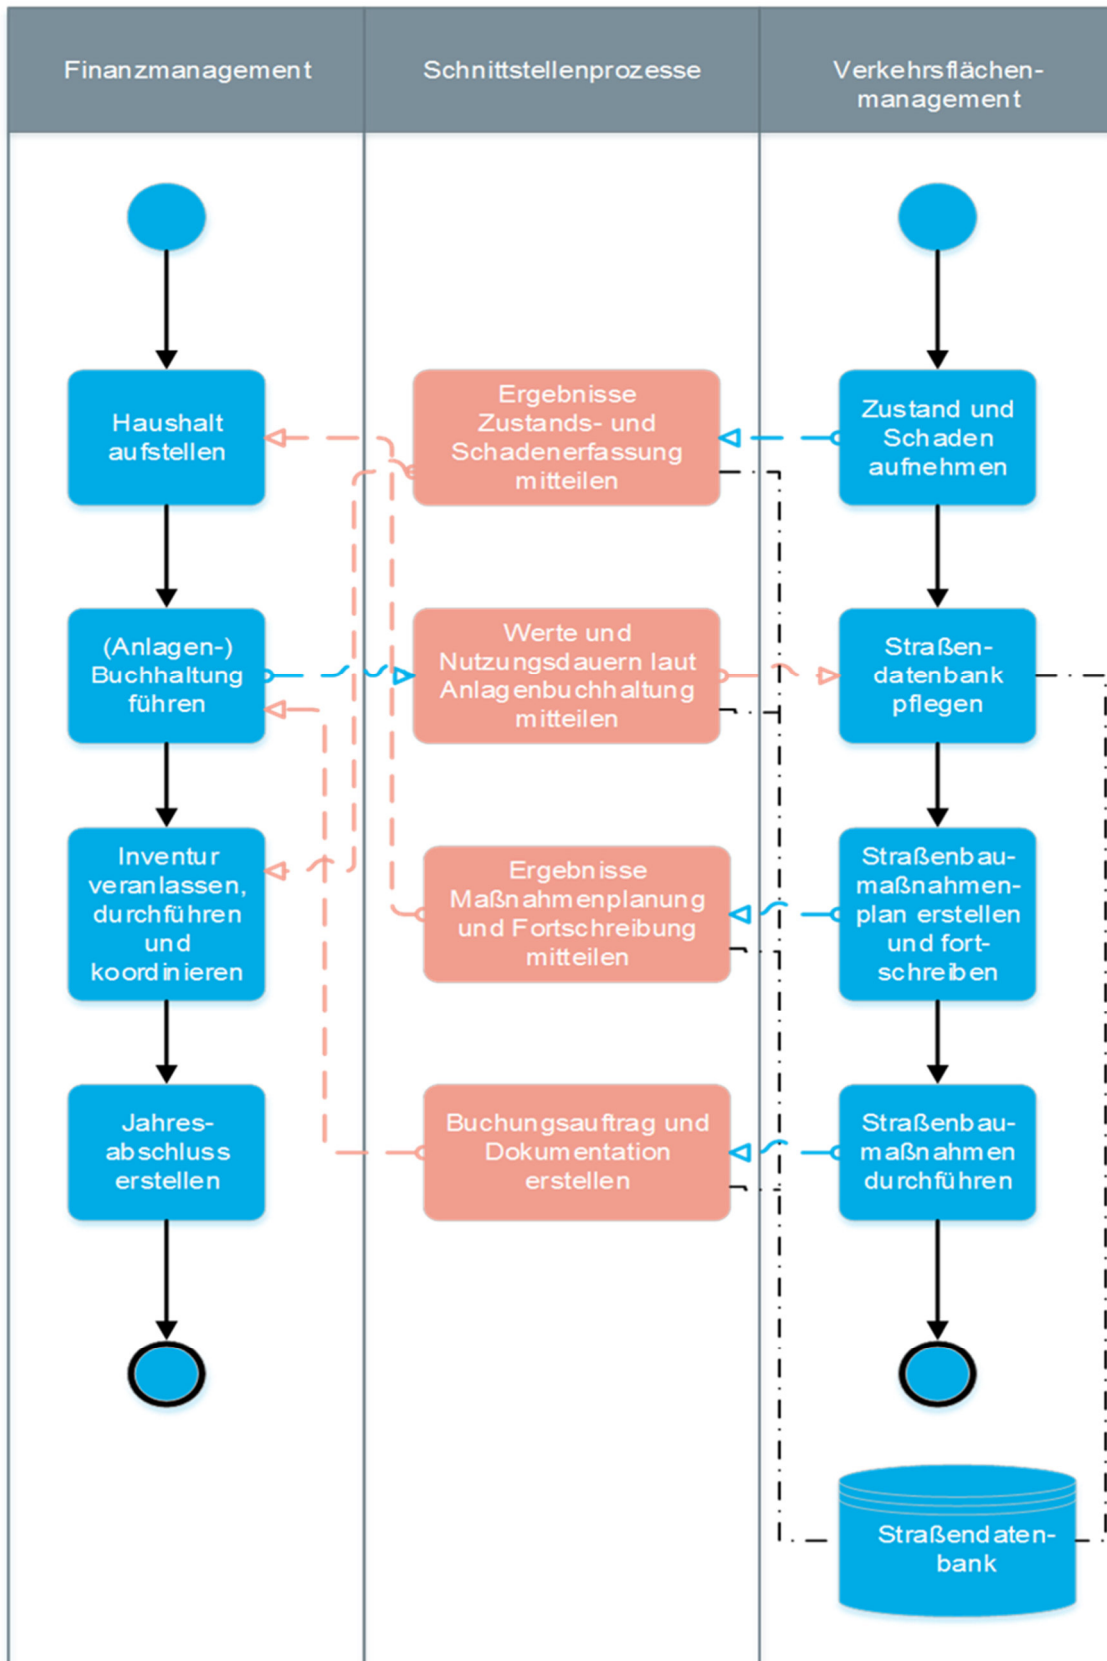 Finanzmanagement
Schnittstellenprozesse
Verkehrsflächen-
management
Haushalt
aufstellen
Ergebnisse
Zustands- und
Schadenerfassung
mitteilen
Zustand und
Schaden
aufnehmen
(Anlagen-)
Buchhaltung
führen
Werte und
Nutzungsdauern laut
Anlagenbuchhaltung
mitteilen
Straßen-
datenbank
pflegen
Inventur
veranlassen,
durchführen
und
koordinieren
Ergebnisse
Maßnahmenplanung
und Fortschreibung
mitteilen
Straßenbau-
maßnahmen-
plan erstellen
und fort-
schreiben
Jahres-
abschluss
erstellen
Buchungsauftrag und
Dokumentation
erstellen
Straßenbau-
maßnahmen
durchführen
Straßendaten-
bank